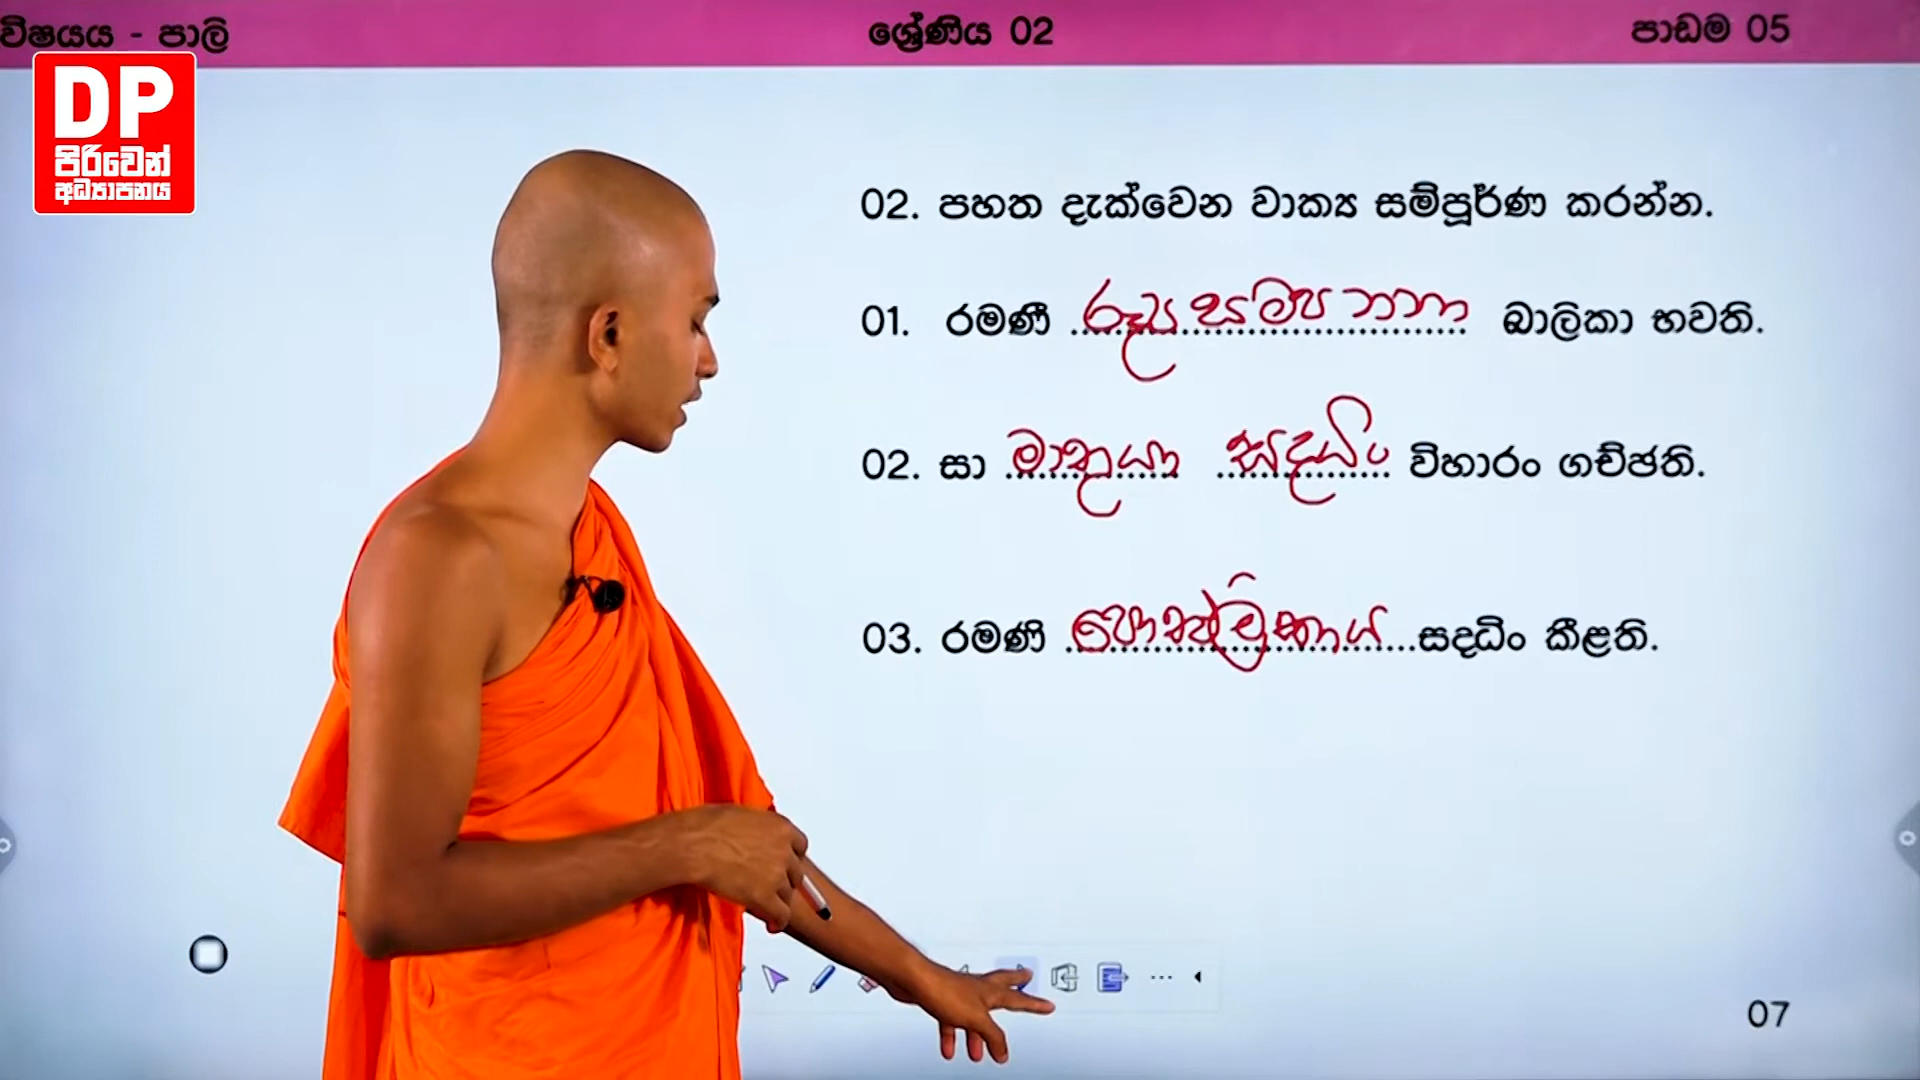 විෂයය - පාලි
ශ්‍රේණිය 02
පාඩම 05
DP
පිරිවෙන්
අධ්‍යාපනය
02. පහත දැක්වෙන වාක්‍ය සම්පූර්ණ කරන්න.
01. රමණී රූපසම්පන්නා බාලිකා භවති.
02. සා මාතුයා සද්ධිං විහාරං ගච්ඡති.
03. රමණි සද්ධිං කීළති.
07